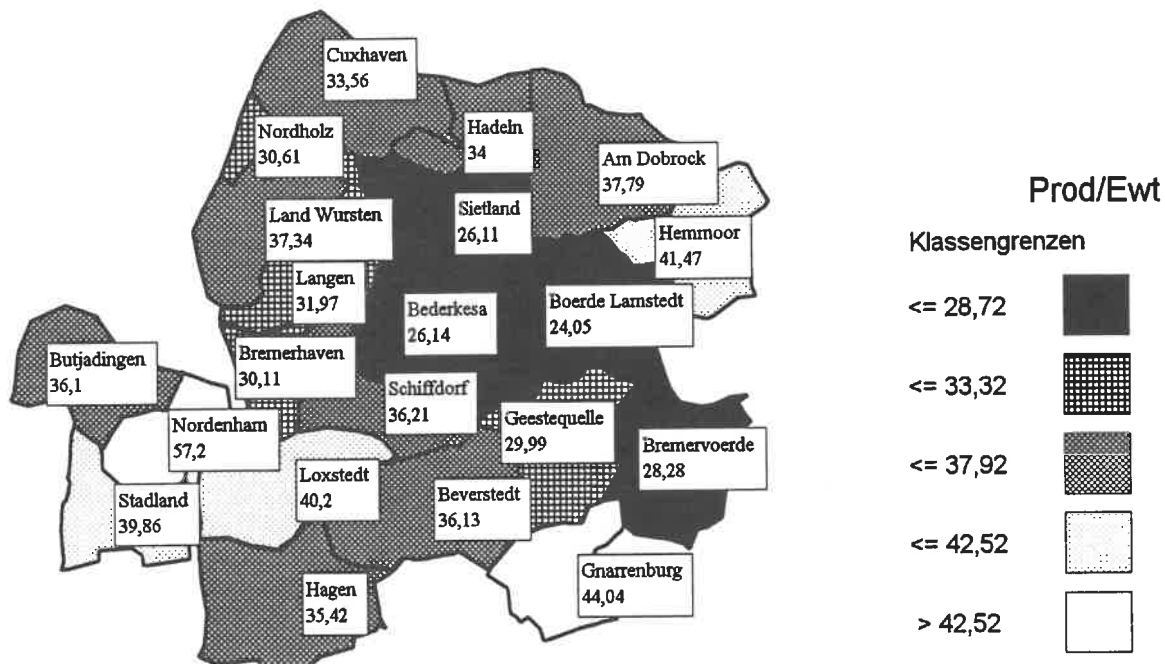 Cuxhaven
33,56
Nordholz
30,61
Hadeln
34
Am Dobrock
37,79
Land Wursten
37,34
Sietland
26,11
Hemmoor
41,47
Langen
31,97
Bederkesa
26,14
Boerde Lamstedt
24,05
Butjadingen
36,1
Bremerhaven
30,11
Schiffdorf
36,21
Nordenham
57,2
Geestequelle
29,99
Bremervoerde
28,28
Stadland
39,86
Loxstedt
40,2
Beverstedt
36,13
Hagen
35,42
Gnarrenburg
44,04
Prod/Ewt
Klassengrenzen
<= 28,72
<= 33,32
<= 37,92
<= 42,52
> 42,52